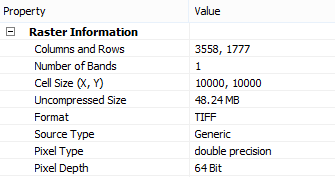 Property Value
Raster Information
Columns and Rows 3558, 1777
Number of Bands 1
Cell Size (X, Y) 10000, 10000
Uncompressed Size 48.24 MB
Format TIFF
Source Type Generic
Pixel Type double precision
Pixel Depth 64 Bit